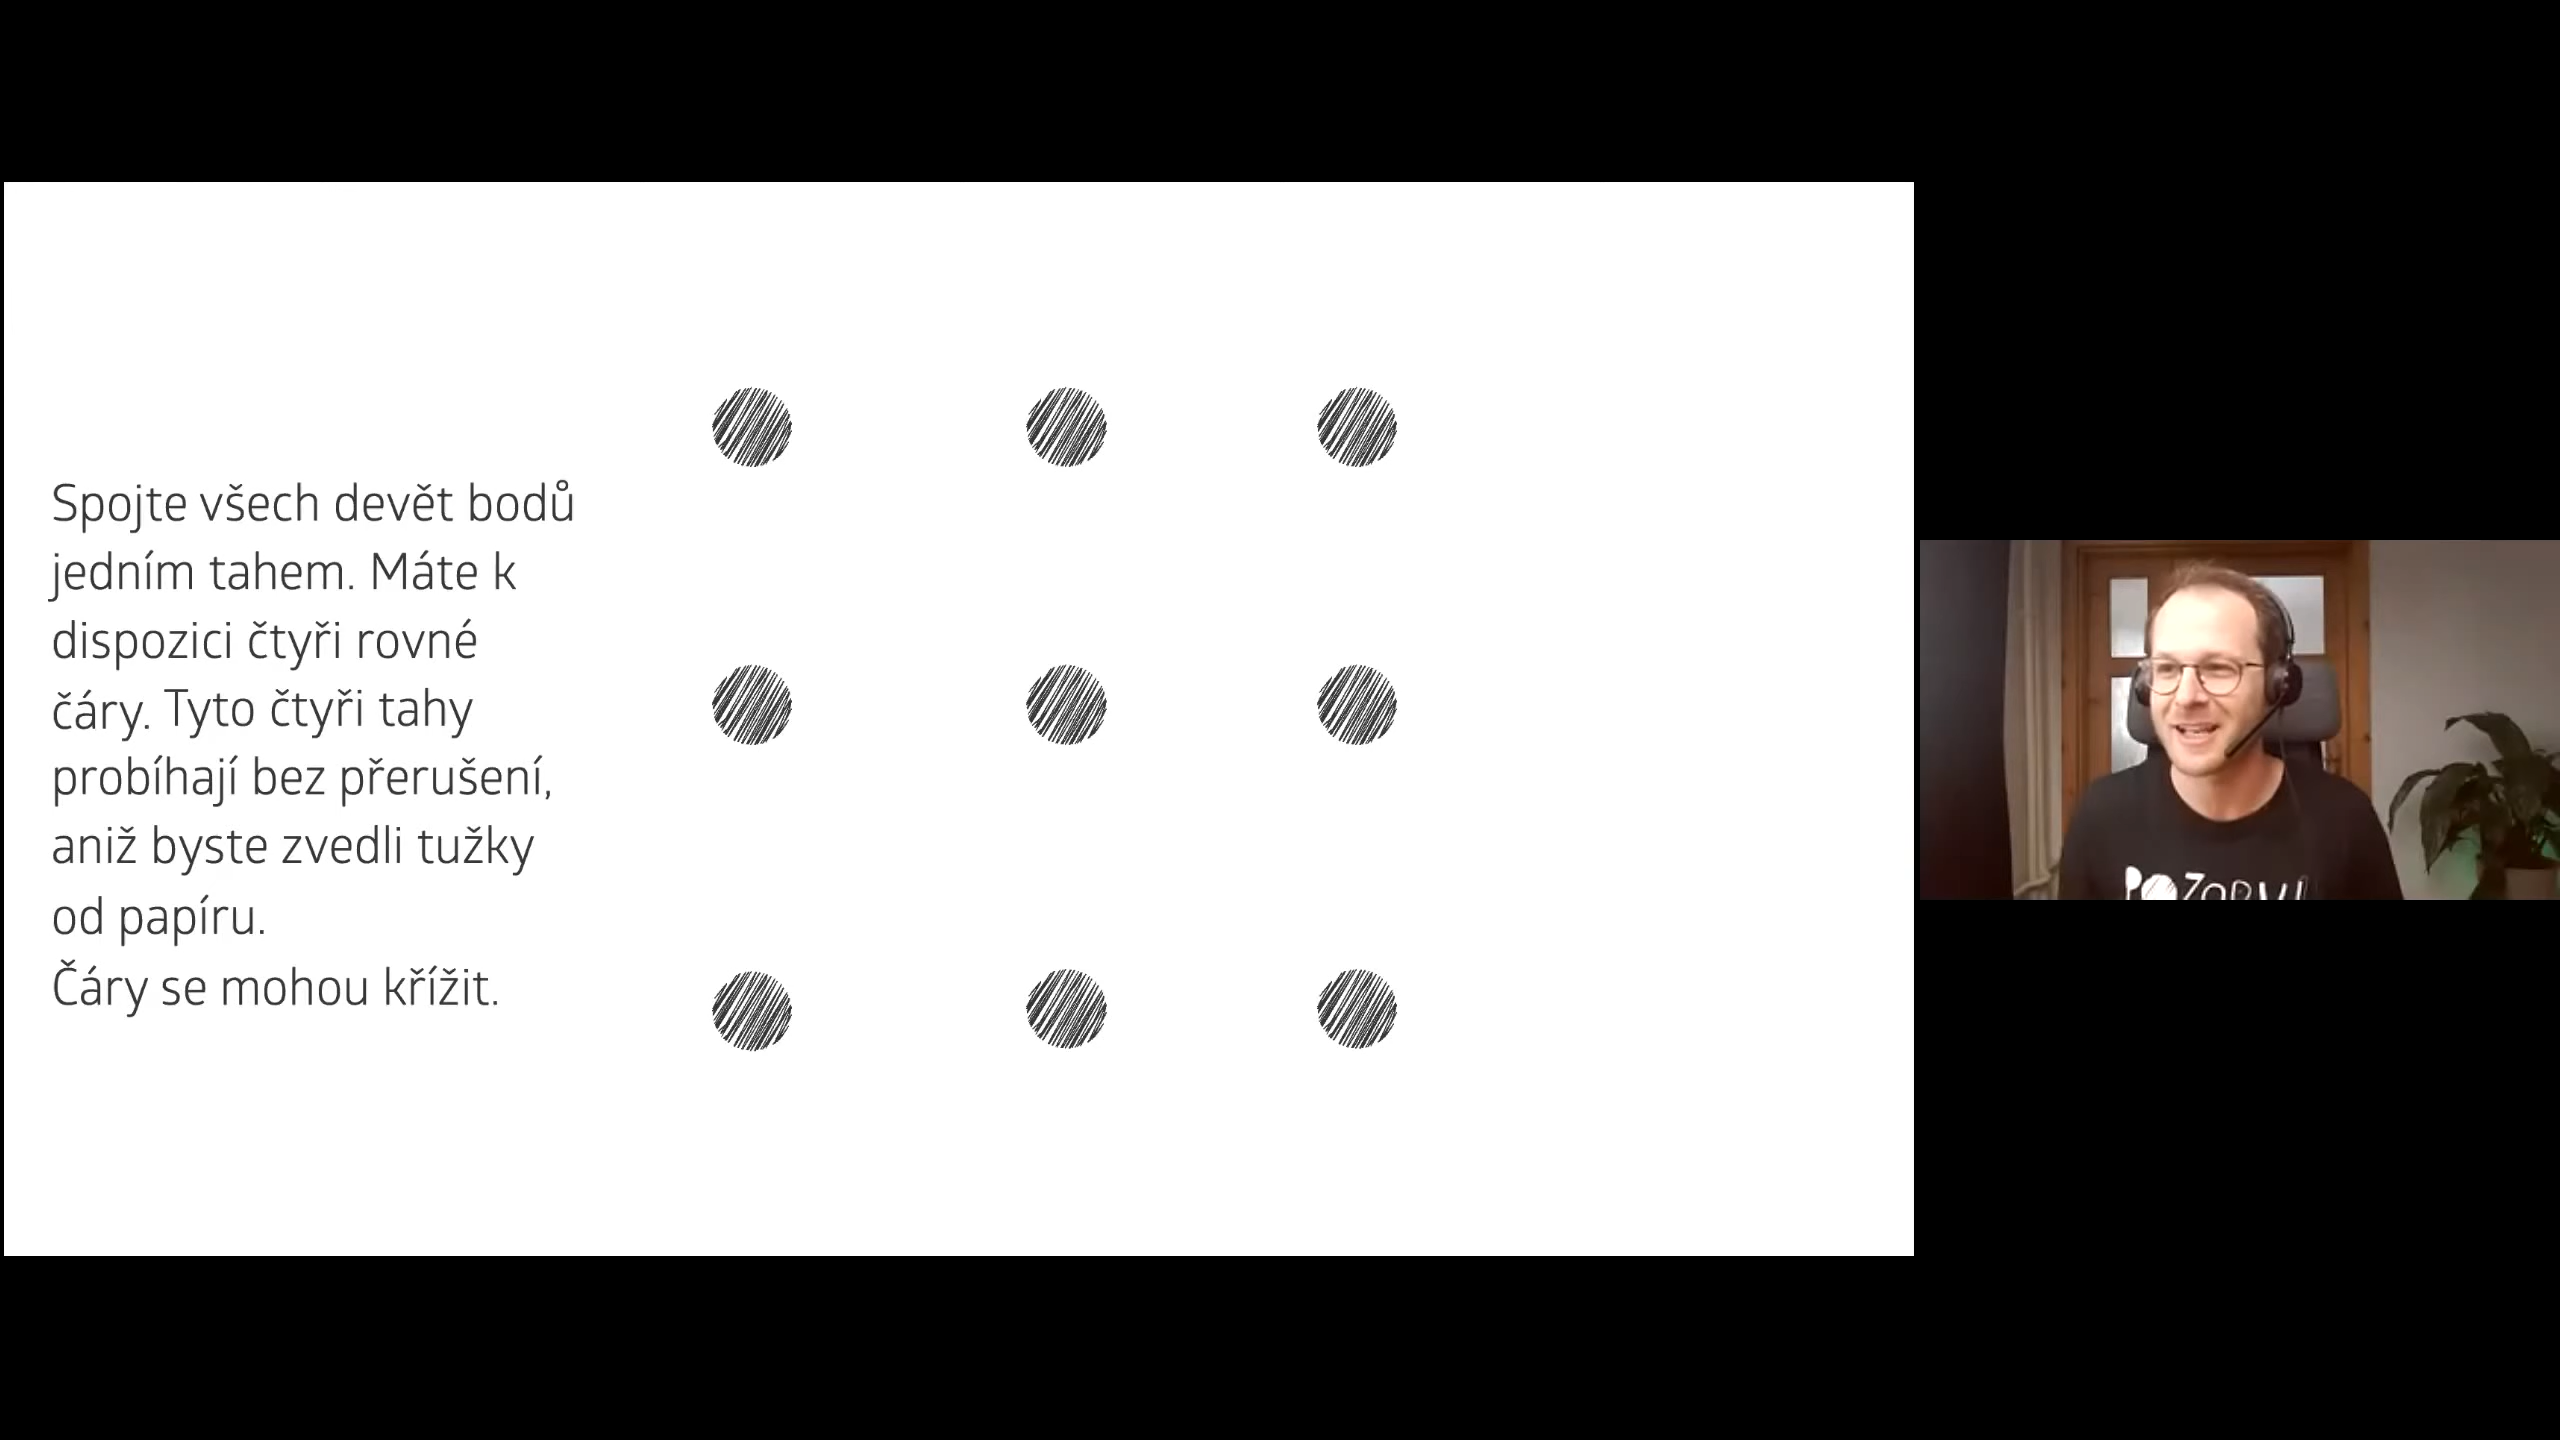 Spojte všech devět bodů
jedním tahem. Máte k
dispozici čtyři rovné
čáry. Tyto čtyři tahy
probíhají bez přerušení,
aniž byste zvedli tužky
od papíru.
Čáry se mohou křížit.